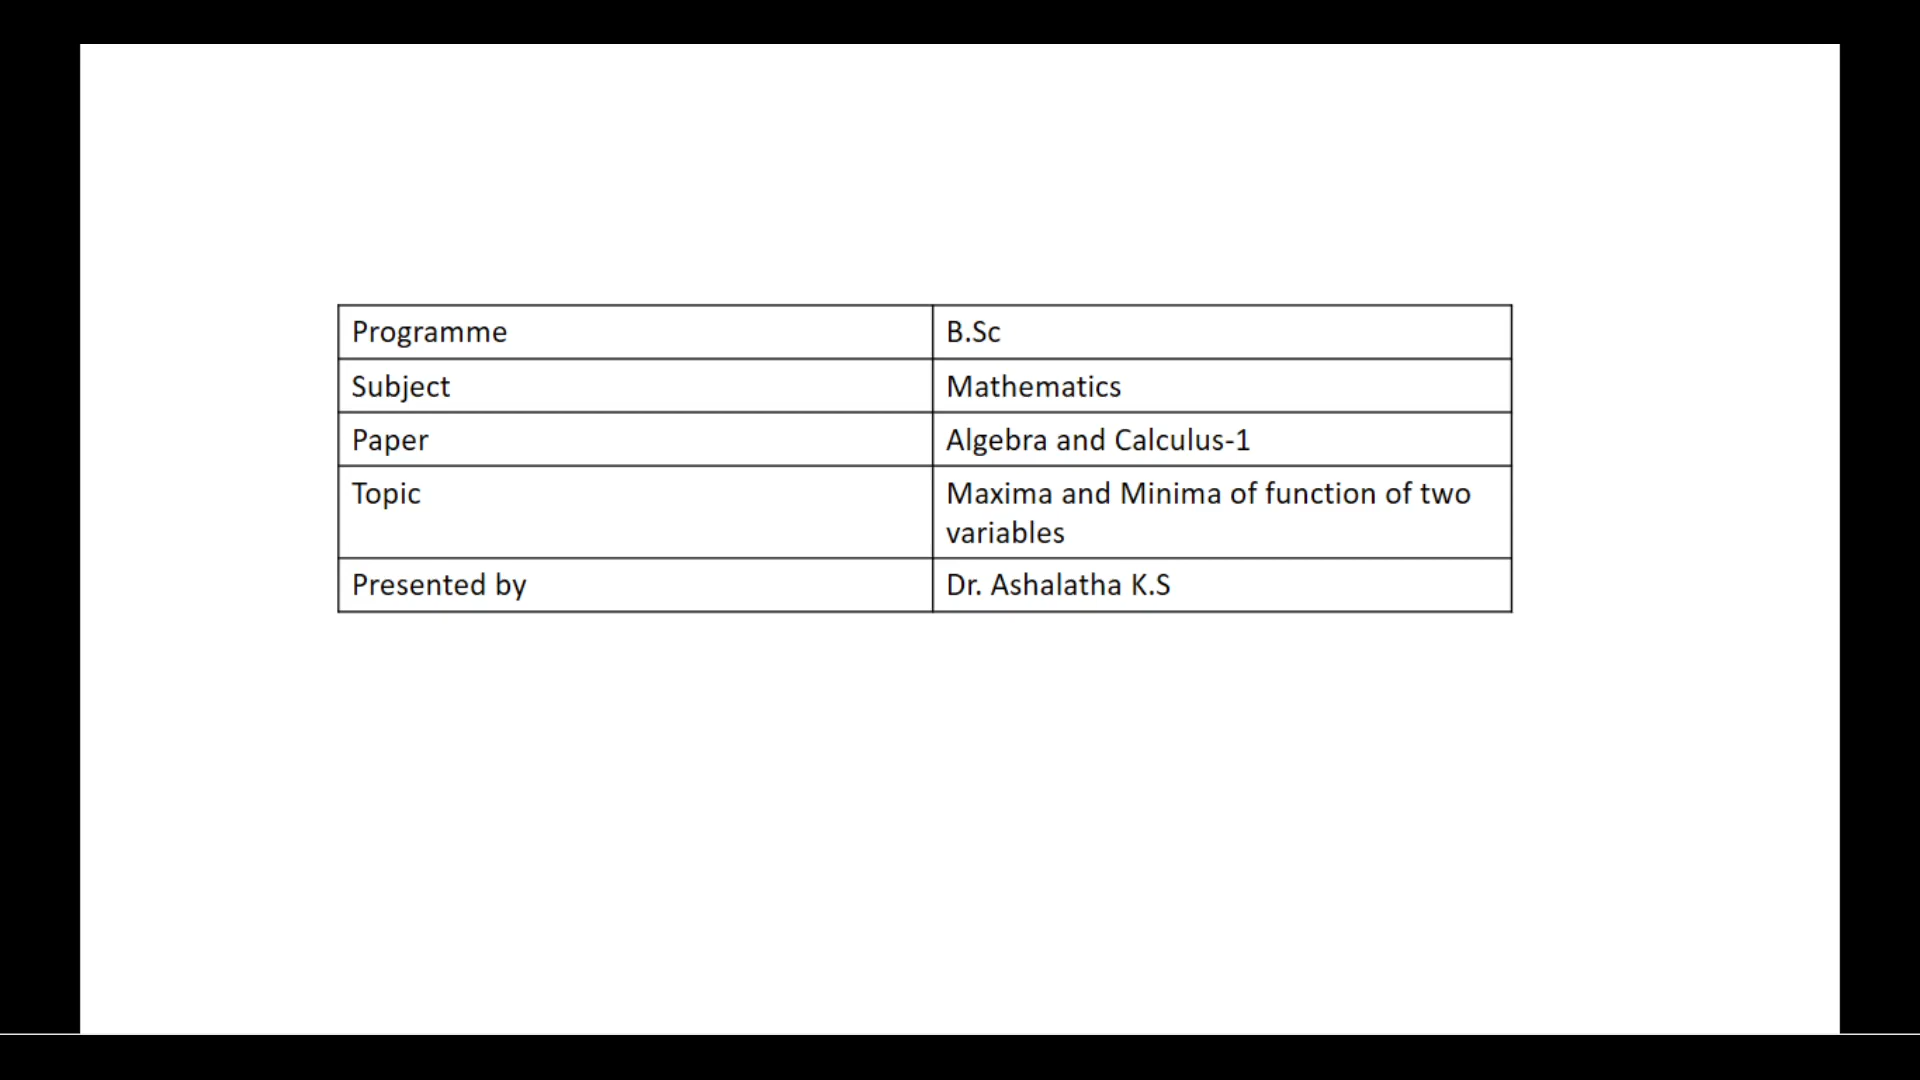 Programme B.Sc
Subject Mathematics
Paper Algebra and Calculus-1
Topic Maxima and Minima of function of two
variables
Presented by Dr. Ashalatha K.S